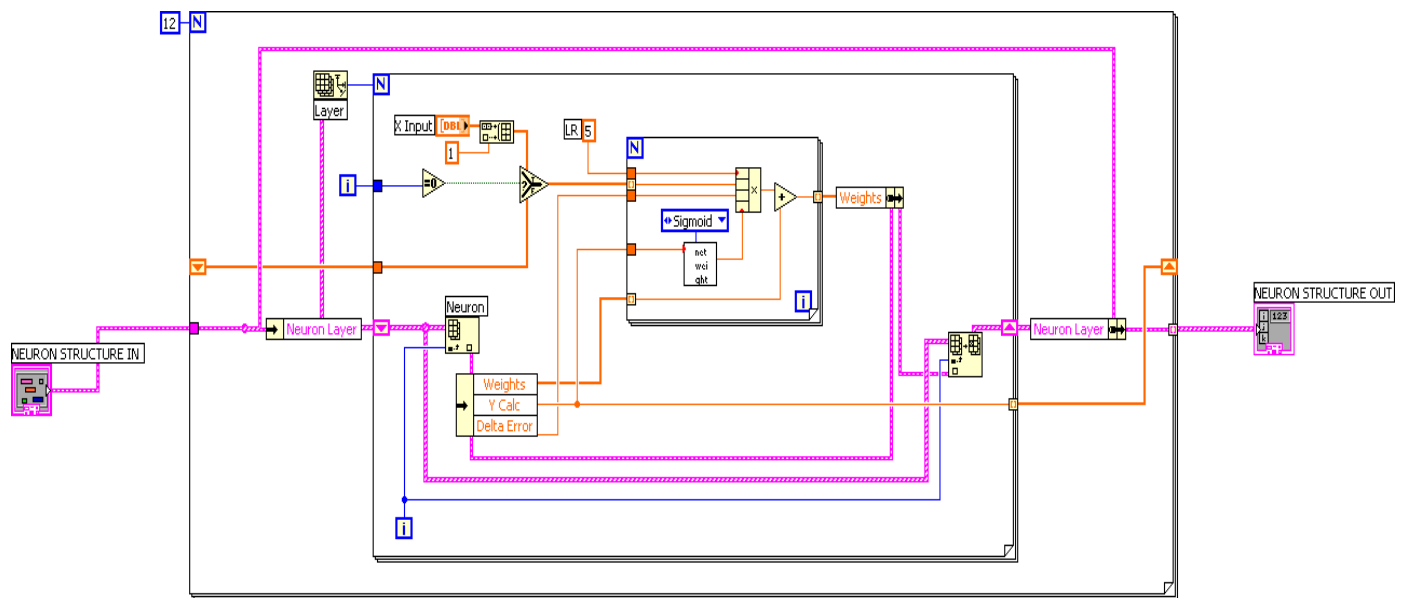 12 N
N
Layer
X Input [DBL
1
LR 5
N
i
=0
?
T
F
x
+
Sigmoid
net
wei
ght
i
Weights
Neuron
Neuron Layer
NEURON STRUCTURE IN
Weights
Y Calc
Delta Error
i
Neuron Layer
NEURON STRUCTURE OUT
i 123
j
k